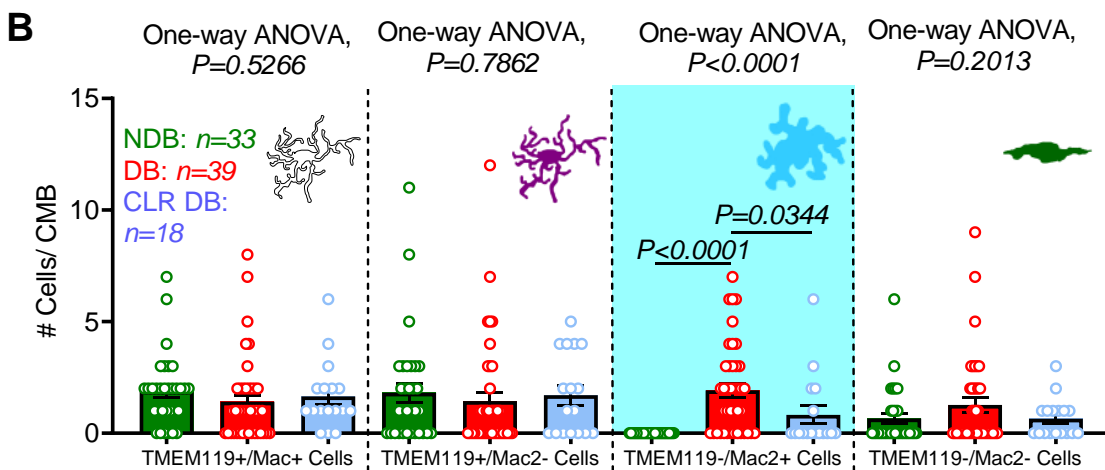 B
One-way ANOVA,
P=0.5266
One-way ANOVA,
P=0.7862
One-way ANOVA,
P<0.0001
One-way ANOVA,
P=0.2013
# Cells/ CMB
15
10
5
0
NDB: n=33
DB: n=39
CLR DB:
n=18
P<0.0001
P=0.0344
TMEM119+/Mac+ Cells
TMEM119+/Mac2- Cells
TMEM119-/Mac2+ Cells
TMEM119-/Mac2- Cells